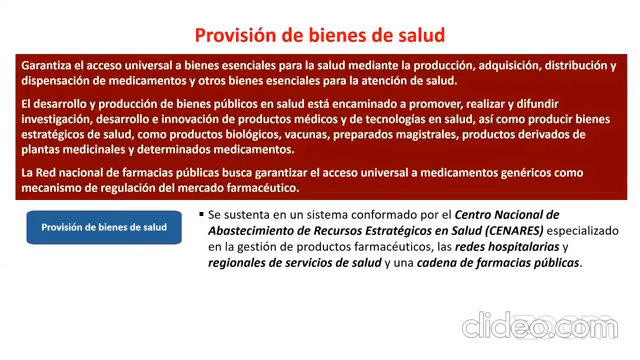 Provisión de bienes de salud
Garantiza el acceso universal a bienes esenciales para la salud mediante la producción, adquisición, distribución y
dispensación de medicamentos y otros bienes esenciales para la atención de salud.
El desarrollo y producción de bienes públicos en salud está encaminado a promover, realizar y difundir
investigación, desarrollo e innovación de productos médicos y de tecnologías en salud, así como producir bienes
estratégicos de salud, como productos biológicos, vacunas, preparados magistrales, productos derivados de
plantas medicinales y determinados medicamentos.
La Red nacional de farmacias públicas busca garantizar el acceso universal a medicamentos genéricos como
mecanismo de regulación del mercado farmacéutico.
Provisión de bienes de salud
▪ Se sustenta en un sistema conformado por el Centro Nacional de
Abastecimiento de Recursos Estratégicos en Salud (CENARES) especializado
en la gestión de productos farmacéuticos, las redes hospitalarias y
regionales de servicios de salud y una cadena de farmacias públicas.
clideo.com